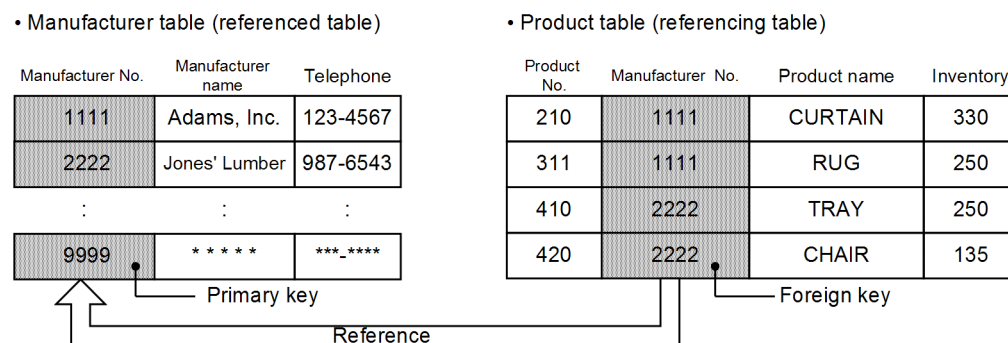 • Manufacturer table (referenced table)
Manufacturer No. Manufacturer name Telephone
1111 Adams, Inc. 123-4567
2222 Jones' Lumber 987-6543
: : :
9999 * * * * * ***-****
Primary key
• Product table (referencing table)
Product No. Manufacturer No. Product name Inventory
210 1111 CURTAIN 330
311 1111 RUG 250
410 2222 TRAY 250
420 2222 CHAIR 135
Foreign key
Reference